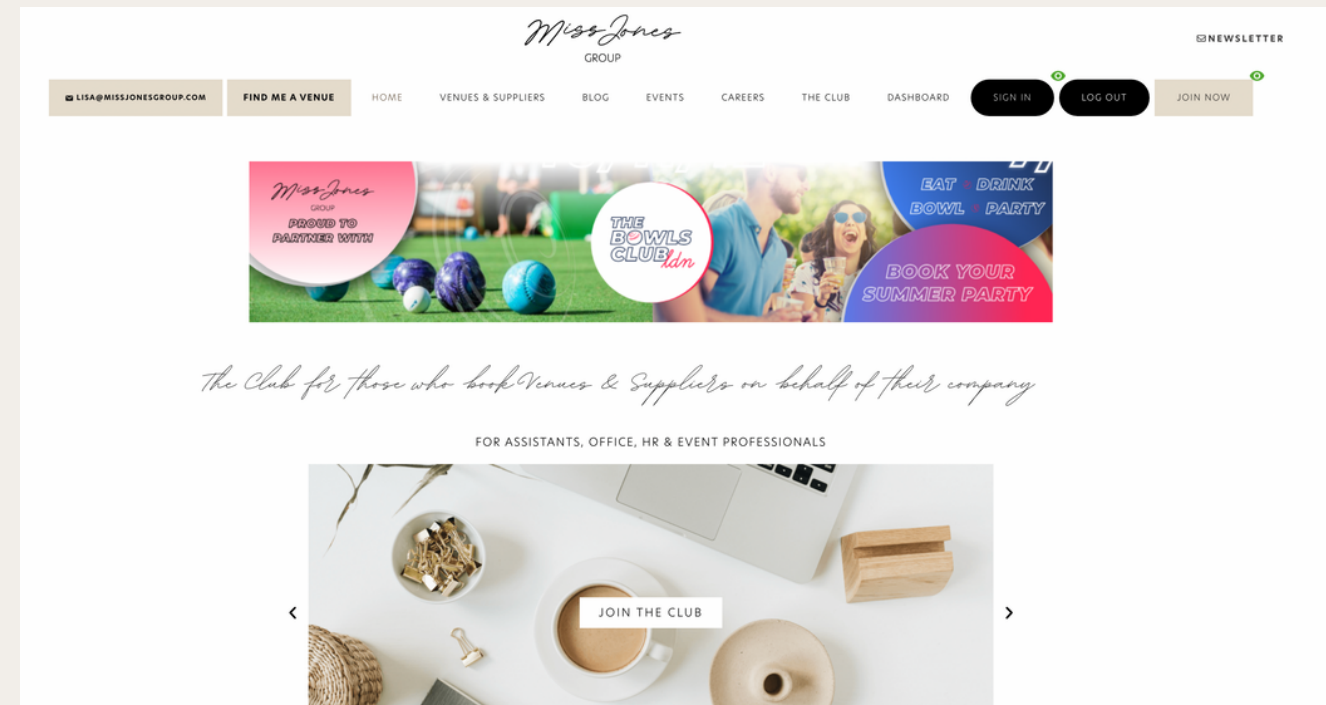 Miss Jones
GROUP
NEWSLETTER
LISA@MISSJONESGROUP.COM
FIND ME A VENUE
HOME
VENUES & SUPPLIERS
BLOG
EVENTS
CAREERS
THE CLUB
DASHBOARD
SIGN IN
LOG OUT
JOIN NOW
Miss Jones
GROUP
PROUD TO
PARTNER WITH
THE
BOWLS
CLUB
ldn
EAT DRINK
BOWL PARTY
BOOK YOUR
SUMMER PARTY
The Club for those who book Venues & Suppliers on behalf of their company
FOR ASSISTANTS, OFFICE, HR & EVENT PROFESSIONALS
JOIN THE CLUB